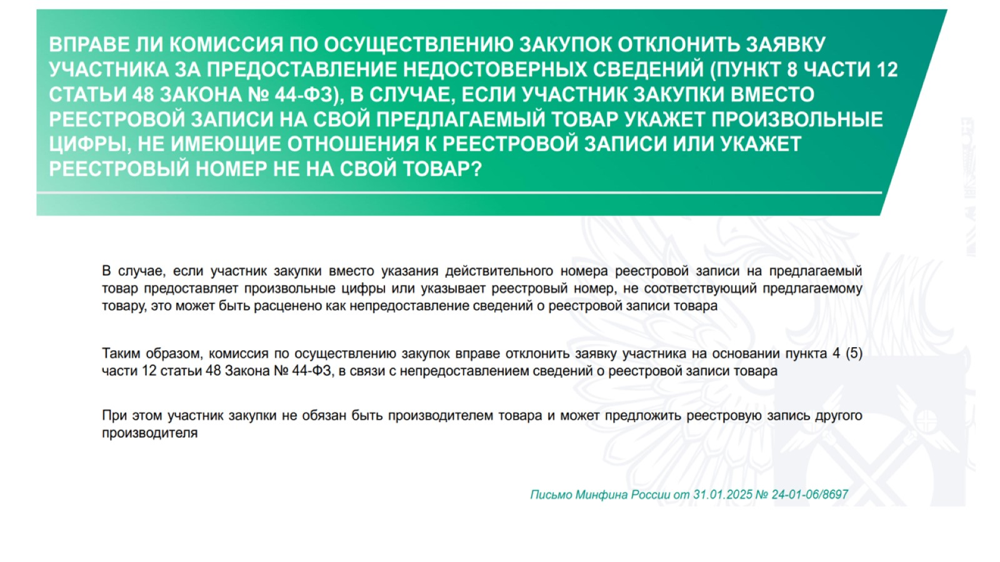 ВПРАВЕ ЛИ КОМИССИЯ ПО ОСУЩЕСТВЛЕНИЮ ЗАКУПОК ОТКЛОНИТЬ ЗАЯВКУ
УЧАСТНИКА ЗА ПРЕДОСТАВЛЕНИЕ НЕДОСТОВЕРНЫХ СВЕДЕНИЙ (ПУНКТ 8 ЧАСТИ 12
СТАТЬИ 48 ЗАКОНА № 44-ФЗ), В СЛУЧАЕ, ЕСЛИ УЧАСТНИК ЗАКУПКИ ВМЕСТО
РЕЕСТРОВОЙ ЗАПИСИ НА СВОЙ ПРЕДЛАГАЕМЫЙ ТОВАР УКАЖЕТ ПРОИЗВОЛЬНЫЕ
ЦИФРЫ, НЕ ИМЕЮЩИЕ ОТНОШЕНИЯ К РЕЕСТРОВОЙ ЗАПИСИ ИЛИ УКАЖЕТ
РЕЕСТРОВЫЙ НОМЕР НЕ НА СВОЙ ТОВАР?
В случае, если участник закупки вместо указания действительного номера реестровой записи на предлагаемый
товар предоставляет произвольные цифры или указывает реестровый номер, не соответствующий предлагаемому
товару, это может быть расценено как непредоставление сведений о реестровой записи товара
Таким образом, комиссия по осуществлению закупок вправе отклонить заявку участника на основании пункта 4 (5)
части 12 статьи 48 Закона № 44-ФЗ, в связи с непредоставлением сведений о реестровой записи товара
При этом участник закупки не обязан быть производителем товара и может предложить реестровую запись другого
производителя
Письмо Минфина России от 31.01.2025 № 24-01-06/8697